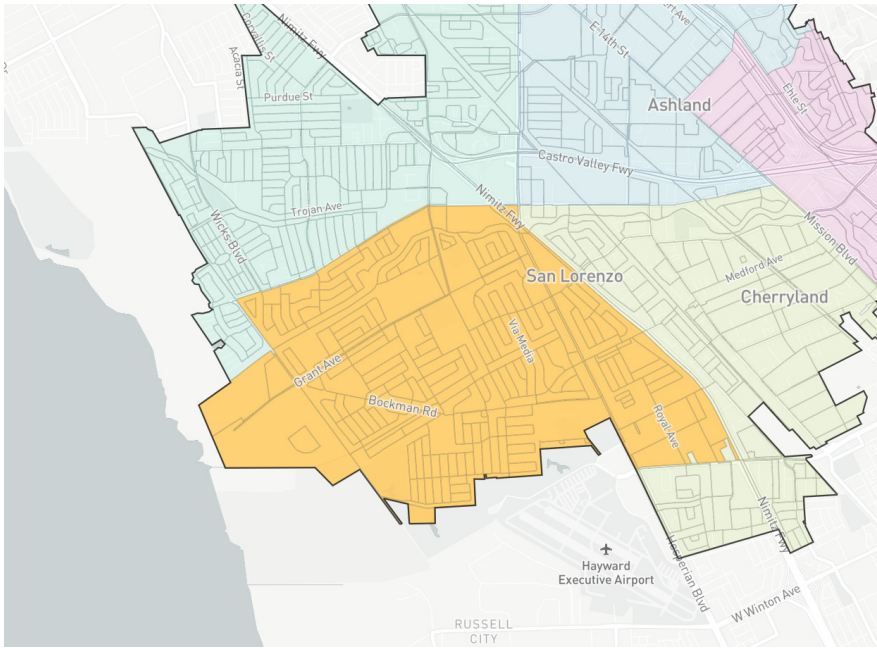 Nimitz Fwy
Corvallis St
Acacia St
Purdue St
E 14th St
Ashland
Ehle St
Castro Valley Fwy
Trojan Ave
Wicks Blvd
Nimitz Fwy
Mission Blvd
San Lorenzo
Medford Ave
Cherryland
Via Media
Grant Ave
Bockman Rd
Royal Ave
Nimitz Fwy
Hayward
Executive Airport
Hesperian Blvd
W Winton Ave
RUSSELL
CITY